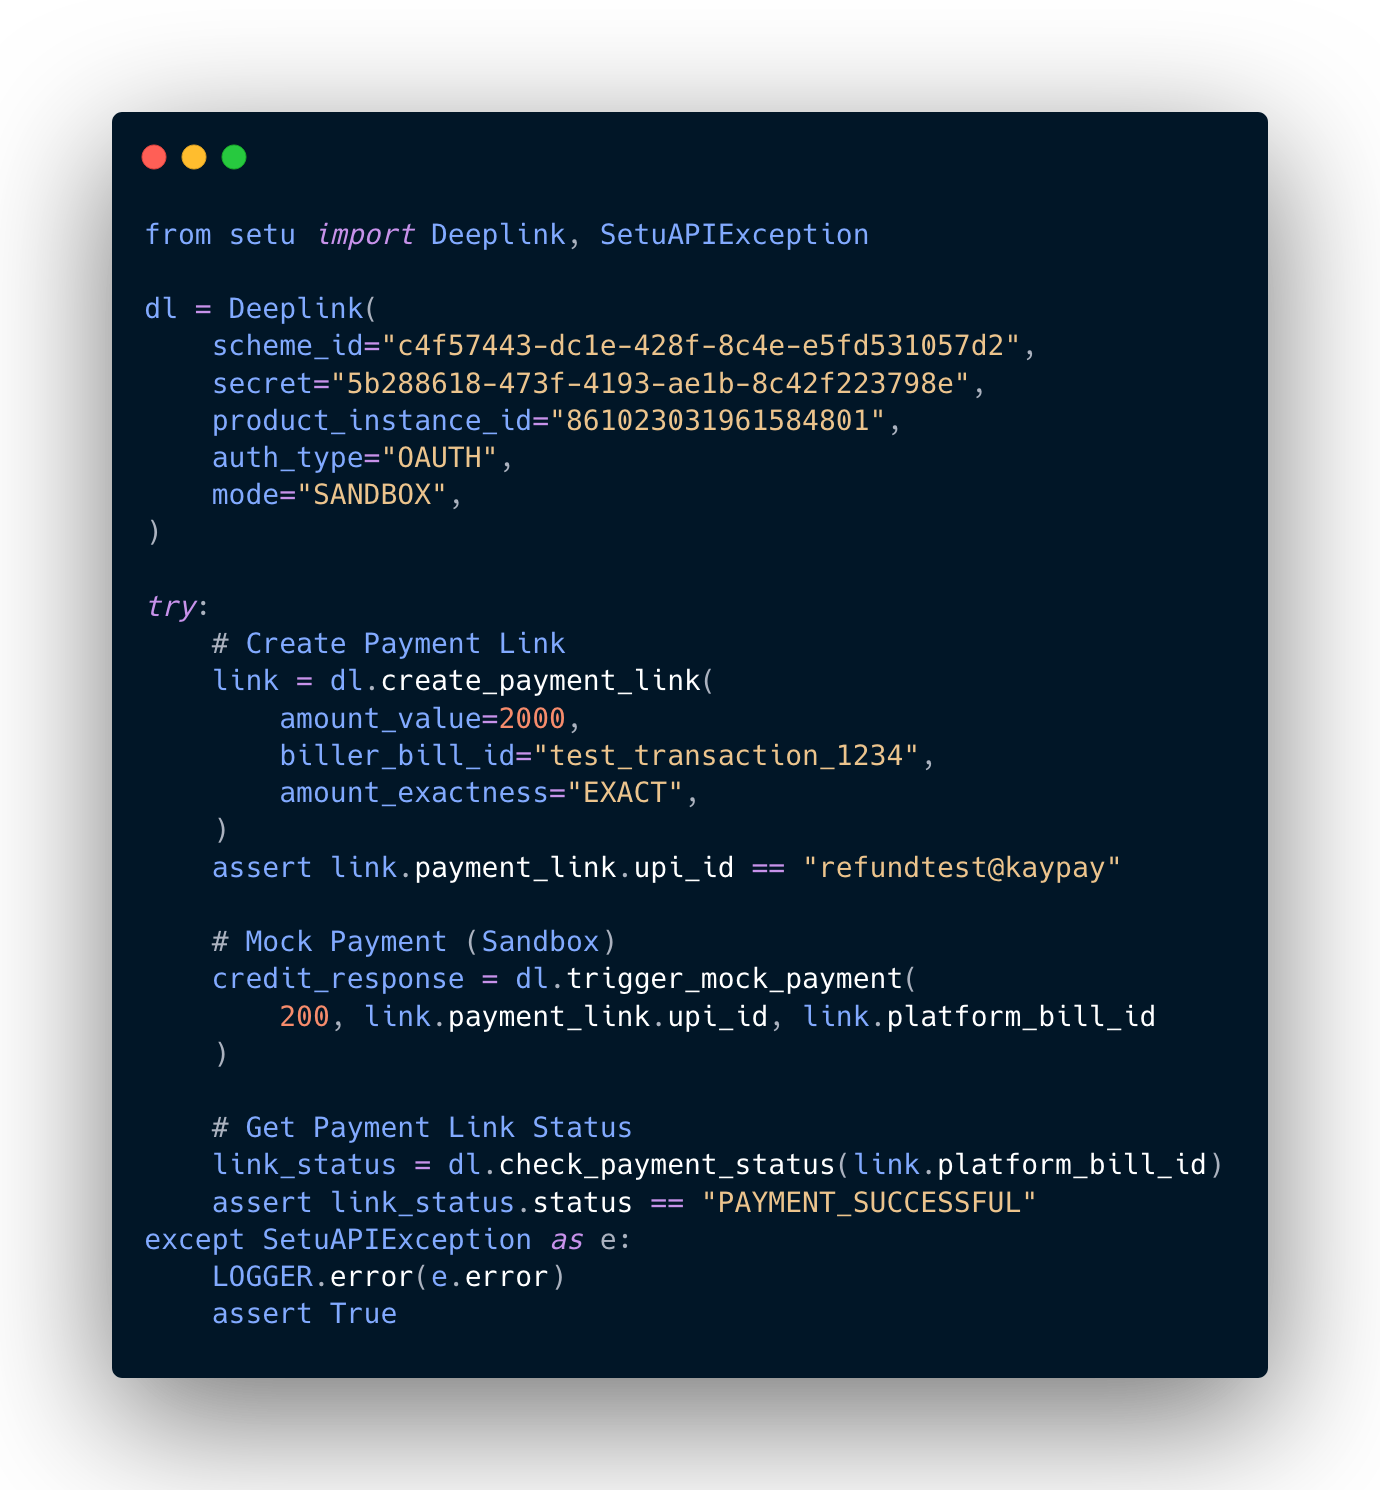 from setu import Deeplink, SetuAPIException

dl = Deeplink(
    scheme_id="c4f57443-dc1e-428f-8c4e-e5fd531057d2",
    secret="5b288618-473f-4193-ae1b-8c42f223798e",
    product_instance_id="861023031961584801",
    auth_type="OAUTH",
    mode="SANDBOX",
)

try:
    # Create Payment Link
    link = dl.create_payment_link(
        amount_value=2000,
        biller_bill_id="test_transaction_1234",
        amount_exactness="EXACT",
    )
    assert link.payment_link.upi_id == "refundtest@kaypay"

    # Mock Payment (Sandbox)
    credit_response = dl.trigger_mock_payment(
        200, link.payment_link.upi_id, link.platform_bill_id
    )

    # Get Payment Link Status
    link_status = dl.check_payment_status(link.platform_bill_id)
    assert link_status.status == "PAYMENT_SUCCESSFUL"
except SetuAPIException as e:
    LOGGER.error(e.error)
    assert True